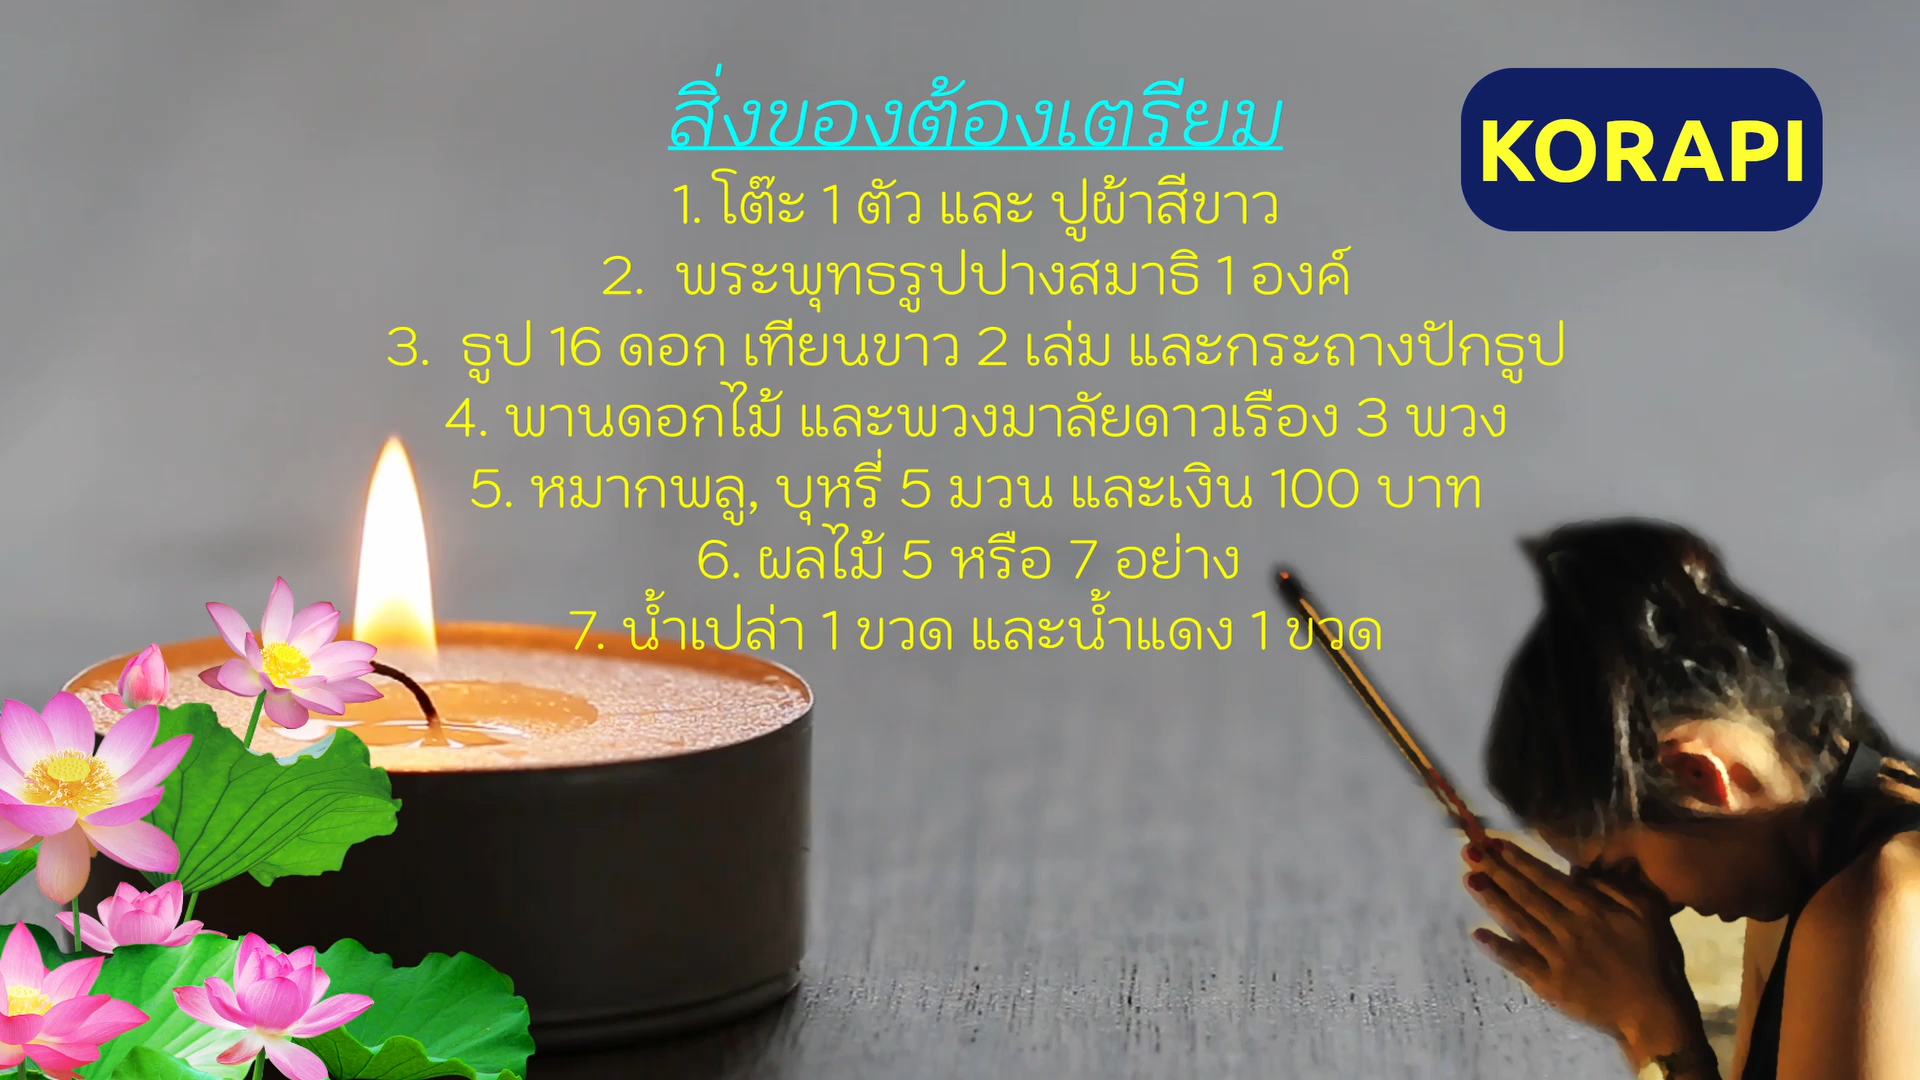 สิ่งของต้องเตรียม
KORAPI
1. โต๊ะ 1 ตัว และ ปูผ้าสีขาว
2. พระพุทธรูปปางสมาธิ 1 องค์
3. ธูป 16 ดอก เทียนขาว 2 เล่ม และกระถางปักธูป
4. พานดอกไม้ และพวงมาลัยดาวเรือง 3 พวง
5. หมากพลู, บุหรี่ 5 มวน และเงิน 100 บาท
6. ผลไม้ 5 หรือ 7 อย่าง
7. น้ำเปล่า 1 ขวด และน้ำแดง 1 ขวด